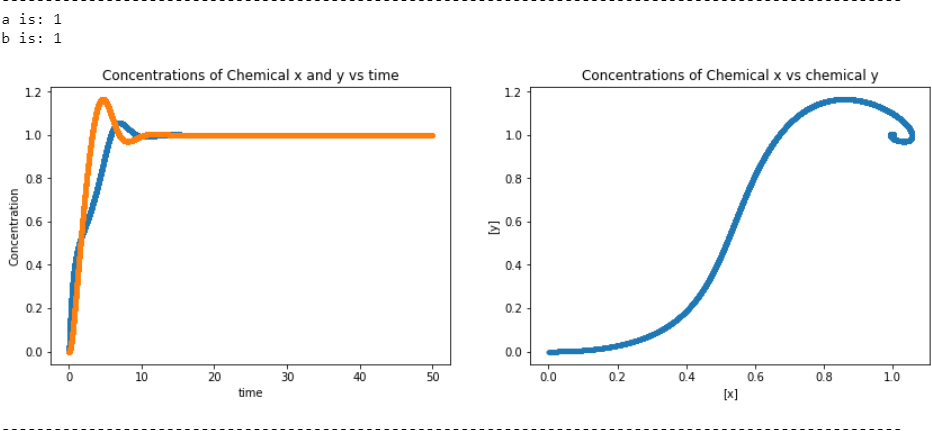 a is: 1
b is: 1
Concentrations of Chemical x and y vs time
1.2
1.0
0.8
0.6
0.4
0.2
0.0
Concentration
0 10 20 30 40 50
time
Concentrations of Chemical x vs chemical y
1.2
1.0
0.8
0.6
0.4
0.2
0.0
[y]
0.0 0.2 0.4 0.6 0.8 1.0
[x]